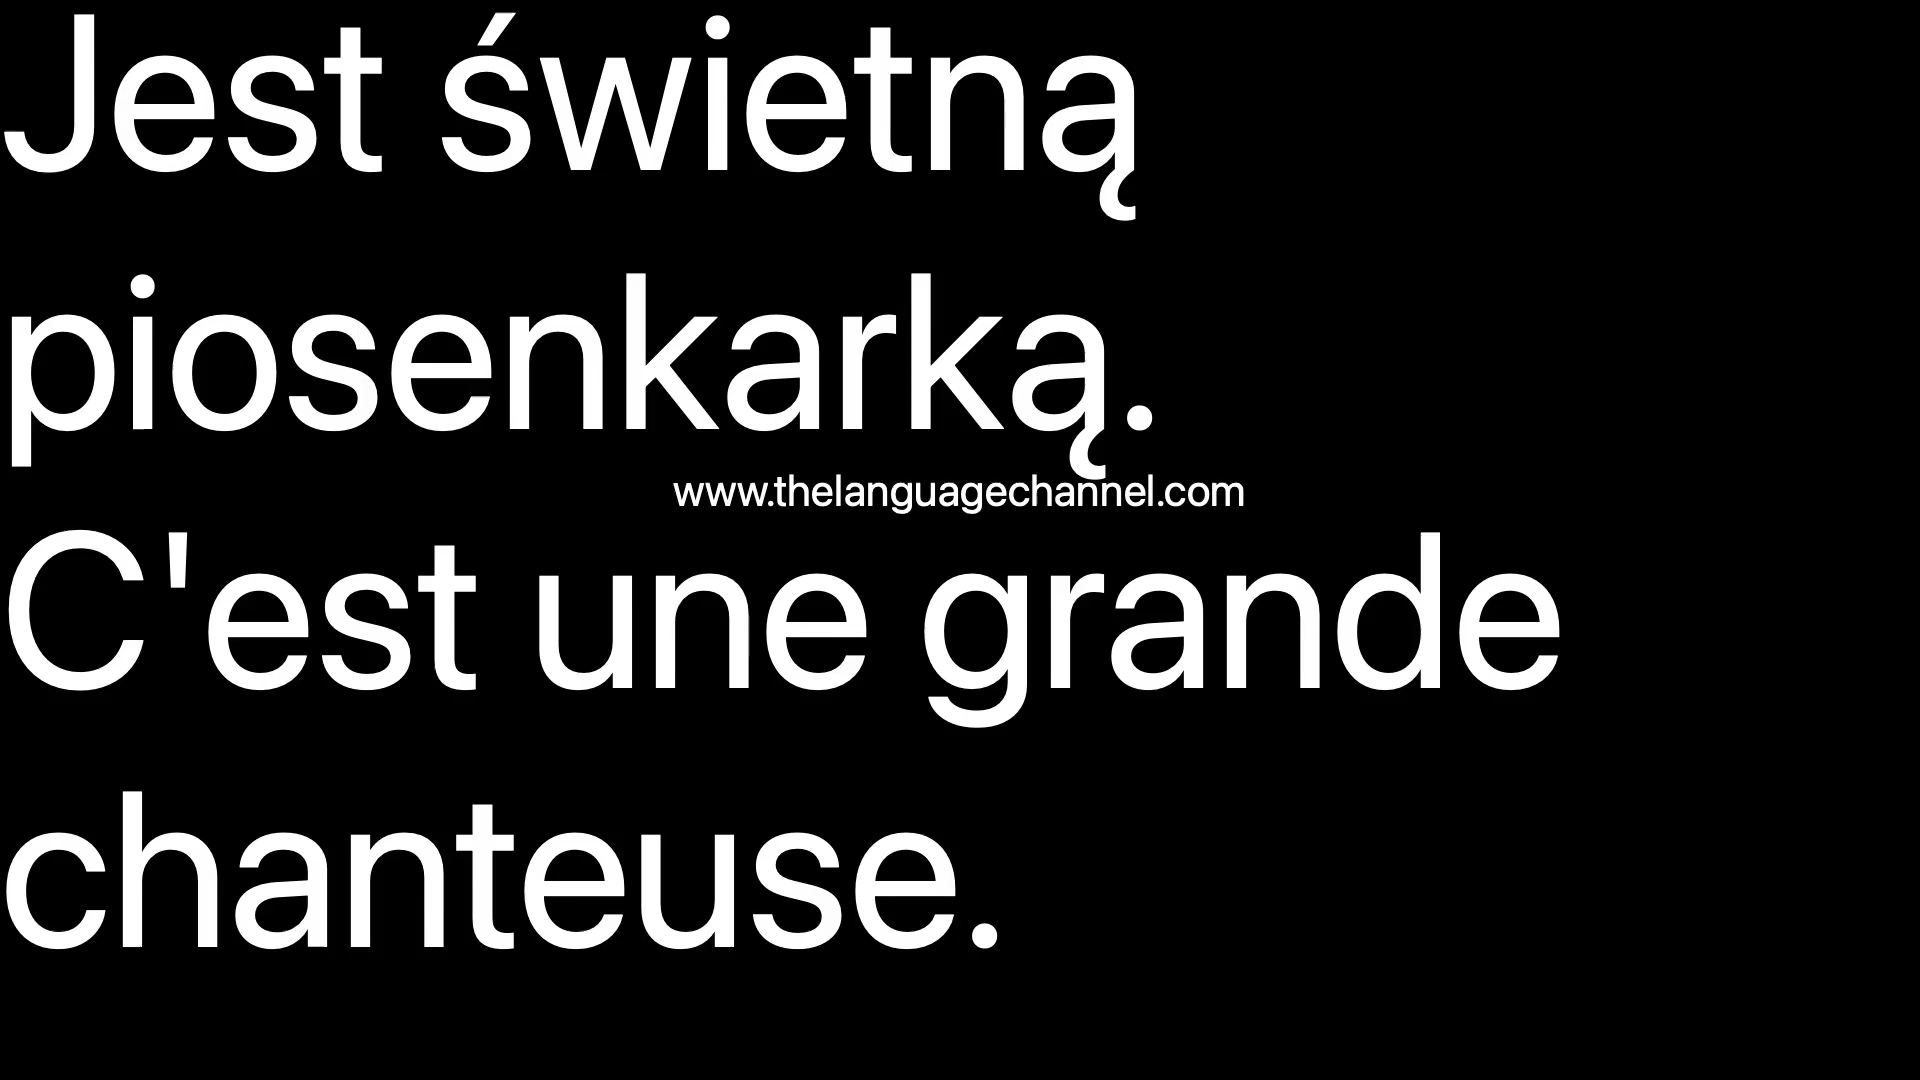 Jest świetną
piosenkarką.
www.thelanguagechannel.com
C'est une grande
chanteuse.